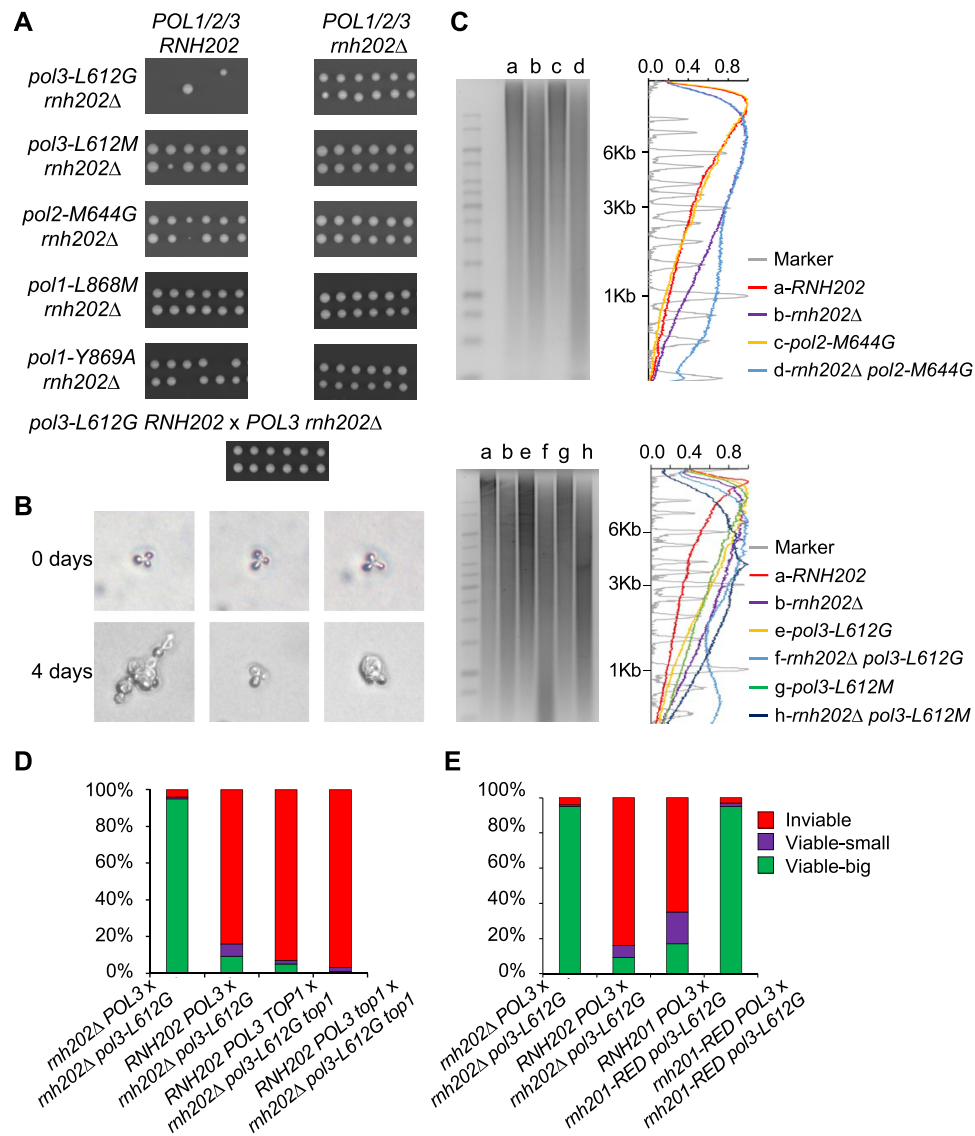 A
POL1/2/3
RNH202
POL1/2/3
rnh202Δ
pol3-L612G
rnh202Δ
pol3-L612M
rnh202Δ
pol2-M644G
rnh202Δ
pol1-L868M
rnh202Δ
pol1-Y869A
rnh202Δ
pol3-L612G RNH202 x POL3 rnh202Δ
B
0 days
4 days
C
a b c d
0.0 0.4 0.8
6Kb
3Kb
1Kb
Marker
a-RNH202
b-rnh202Δ
c-pol2-M644G
d-rnh202Δ pol2-M644G
a b e f g h
0.0 0.4 0.8
6Kb
3Kb
1Kb
Marker
a-RNH202
b-rnh202Δ
e-pol3-L612G
f-rnh202Δ pol3-L612G
g-pol3-L612M
h-rnh202Δ pol3-L612M
D
100%
80%
60%
40%
20%
0%
rnh202Δ POL3 x
rnh202Δ pol3-L612G
RNH202 POL3 x
rnh202Δ pol3-L612G
RNH202 POL3 TOP1 x
rnh202Δ pol3-L612G top1
RNH202 POL3 top1 x
rnh202Δ pol3-L612G top1
E
100%
80%
60%
40%
20%
0%
Inviable
Viable-small
Viable-big
rnh202Δ POL3 x
rnh202Δ pol3-L612G
RNH202 POL3 x
rnh202Δ pol3-L612G
RNH201 POL3 x
rnh201-RED pol3-L612G
rnh201-RED POL3 x
rnh201-RED pol3-L612G